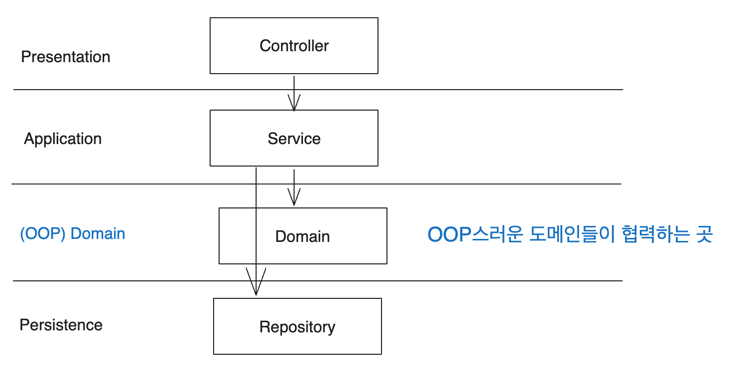 Presentation
Controller
Application
Service
(OOP) Domain
Domain
OOP스러운 도메인들이 협력하는 곳
Persistence
Repository